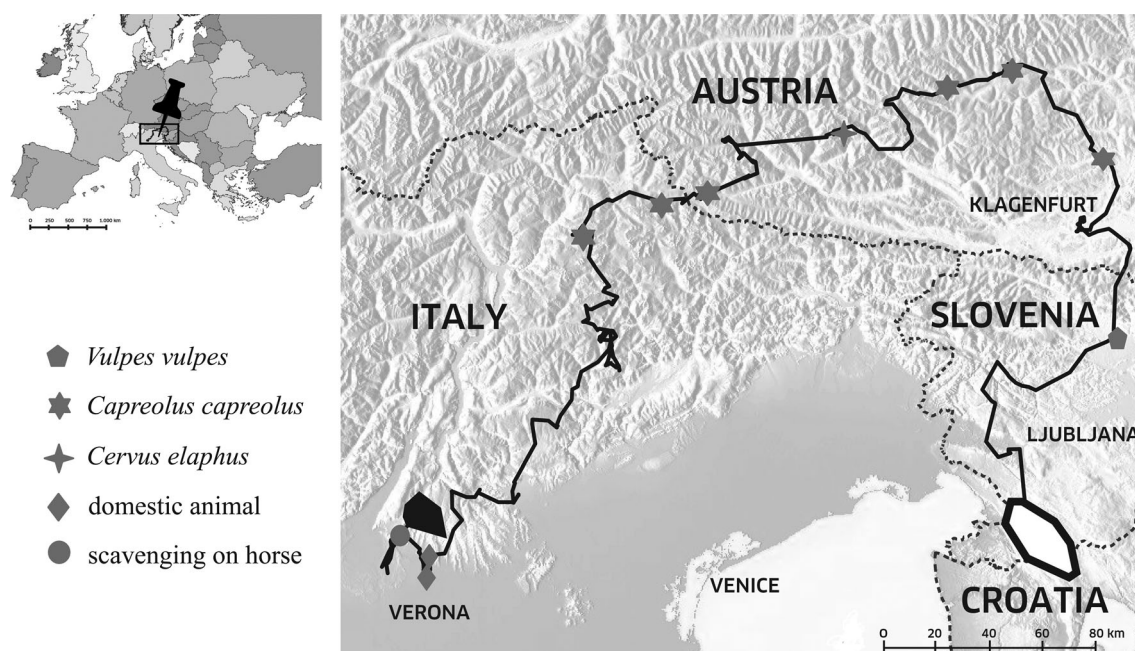 0 250 500 750 1.000 km
Vulpes vulpes
Capreolus capreolus
Cervus elaphus
domestic animal
scavenging on horse
AUSTRIA
KLAGENFURT
ITALY
SLOVENIA
LJUBLJANA
VENICE
VERONA
CROATIA
0 20 40 60 80 km